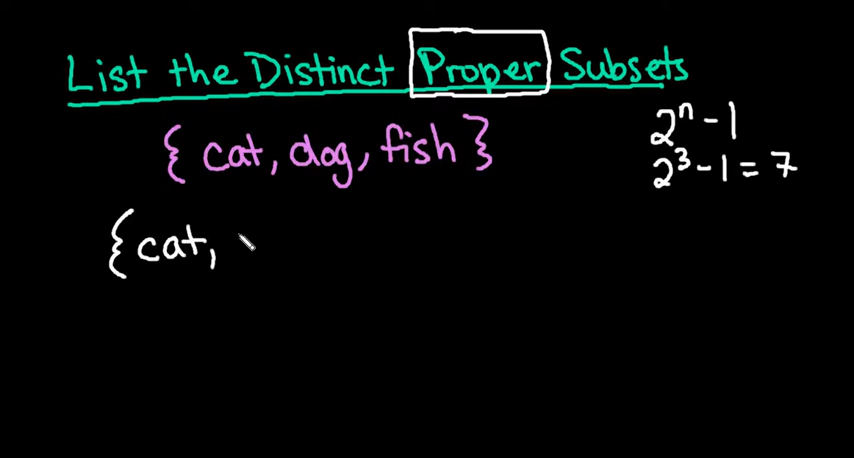 List the Distinct Proper Subsets
{ cat, dog, fish }
2ⁿ - 1
2³ - 1 = 7
{ cat,